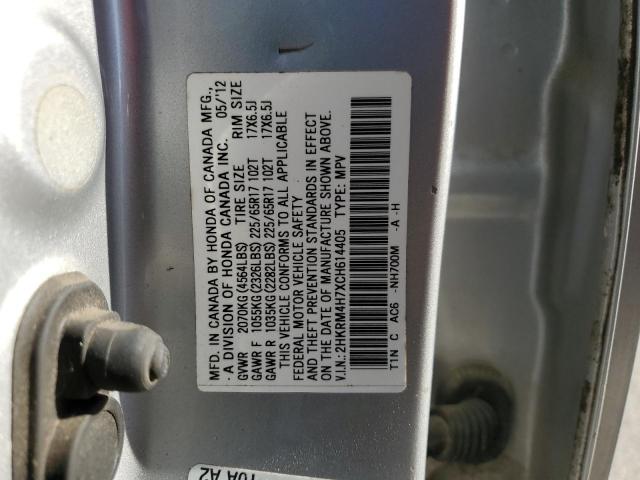 MFD. IN CANADA BY HONDA OF CANADA MFG.,
- A DIVISION OF HONDA CANADA INC. 05/'12
GVWR 2070KG(4564LBS) TIRE SIZE RIM SIZE
GAWR F 1055KG(2326LBS) 225/65R17 102T 17X6.5J
GAWR R 1035KG(2282LBS) 225/65R17 102T 17X6.5J
THIS VEHICLE CONFORMS TO ALL APPLICABLE
FEDERAL MOTOR VEHICLE SAFETY
AND THEFT PREVENTION STANDARDS IN EFFECT
ON THE DATE OF MANUFACTURE SHOWN ABOVE.
V.I.N.: 2HKRM4H7XCH614405 TYPE: MPV
T1N C AC6 -NH700M -A -H
T0A A2